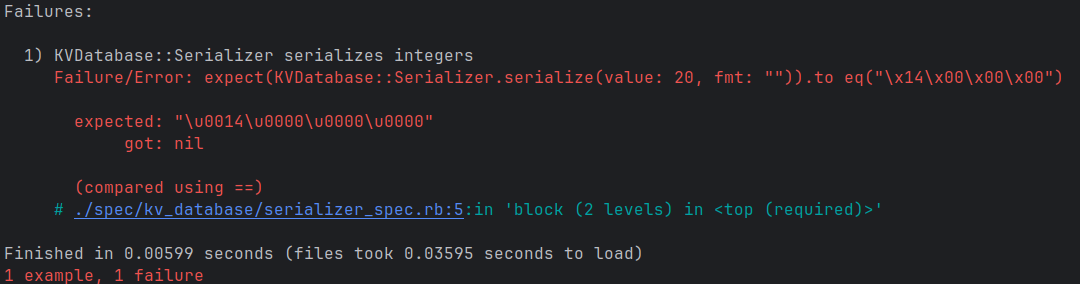 Failures:
1) KVDatabase::Serializer serializes integers
Failure/Error: expect(KVDatabase::Serializer.serialize(value: 20, fmt: "")).to eq("\x14\x00\x00\x00")
expected: "\u0014\u0000\u0000\u0000"
got: nil
(compared using ==)
# ./spec/kv_database/serializer_spec.rb:5:in 'block (2 levels) in <top (required)>'
Finished in 0.00599 seconds (files took 0.03595 seconds to load)
1 example, 1 failure